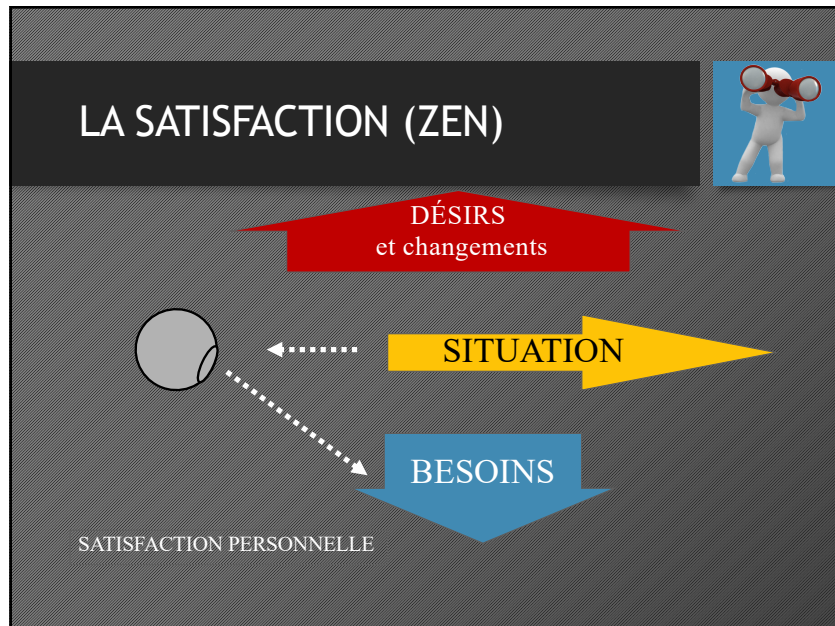 LA SATISFACTION (ZEN)
DÉSIRS
et changements
SITUATION
BESOINS
SATISFACTION PERSONNELLE